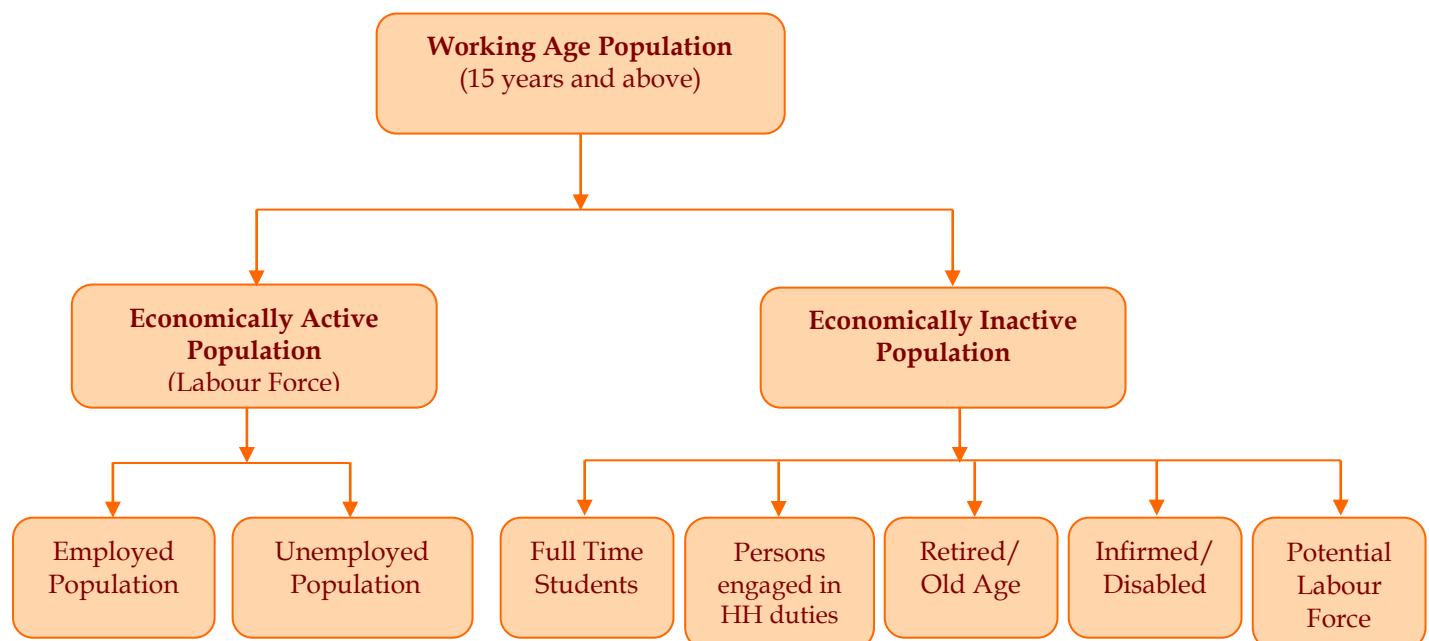 Working Age Population
(15 years and above)
Economically Active
Population
(Labour Force)
Economically Inactive
Population
Employed
Population
Unemployed
Population
Full Time
Students
Persons
engaged in
HH duties
Retired/
Old Age
Infirmed/
Disabled
Potential
Labour
Force